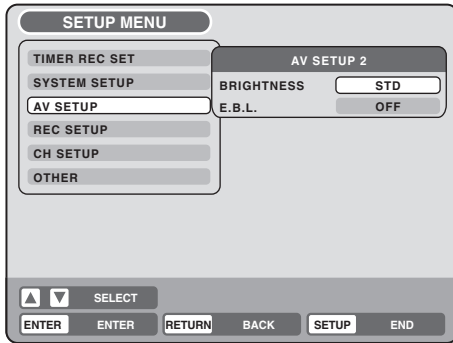 SETUP MENU
TIMER REC SET
SYSTEM SETUP
AV SETUP
REC SETUP
CH SETUP
OTHER
AV SETUP 2
BRIGHTNESS STD
E.B.L. OFF
SELECT
ENTER ENTER RETURN BACK SETUP END